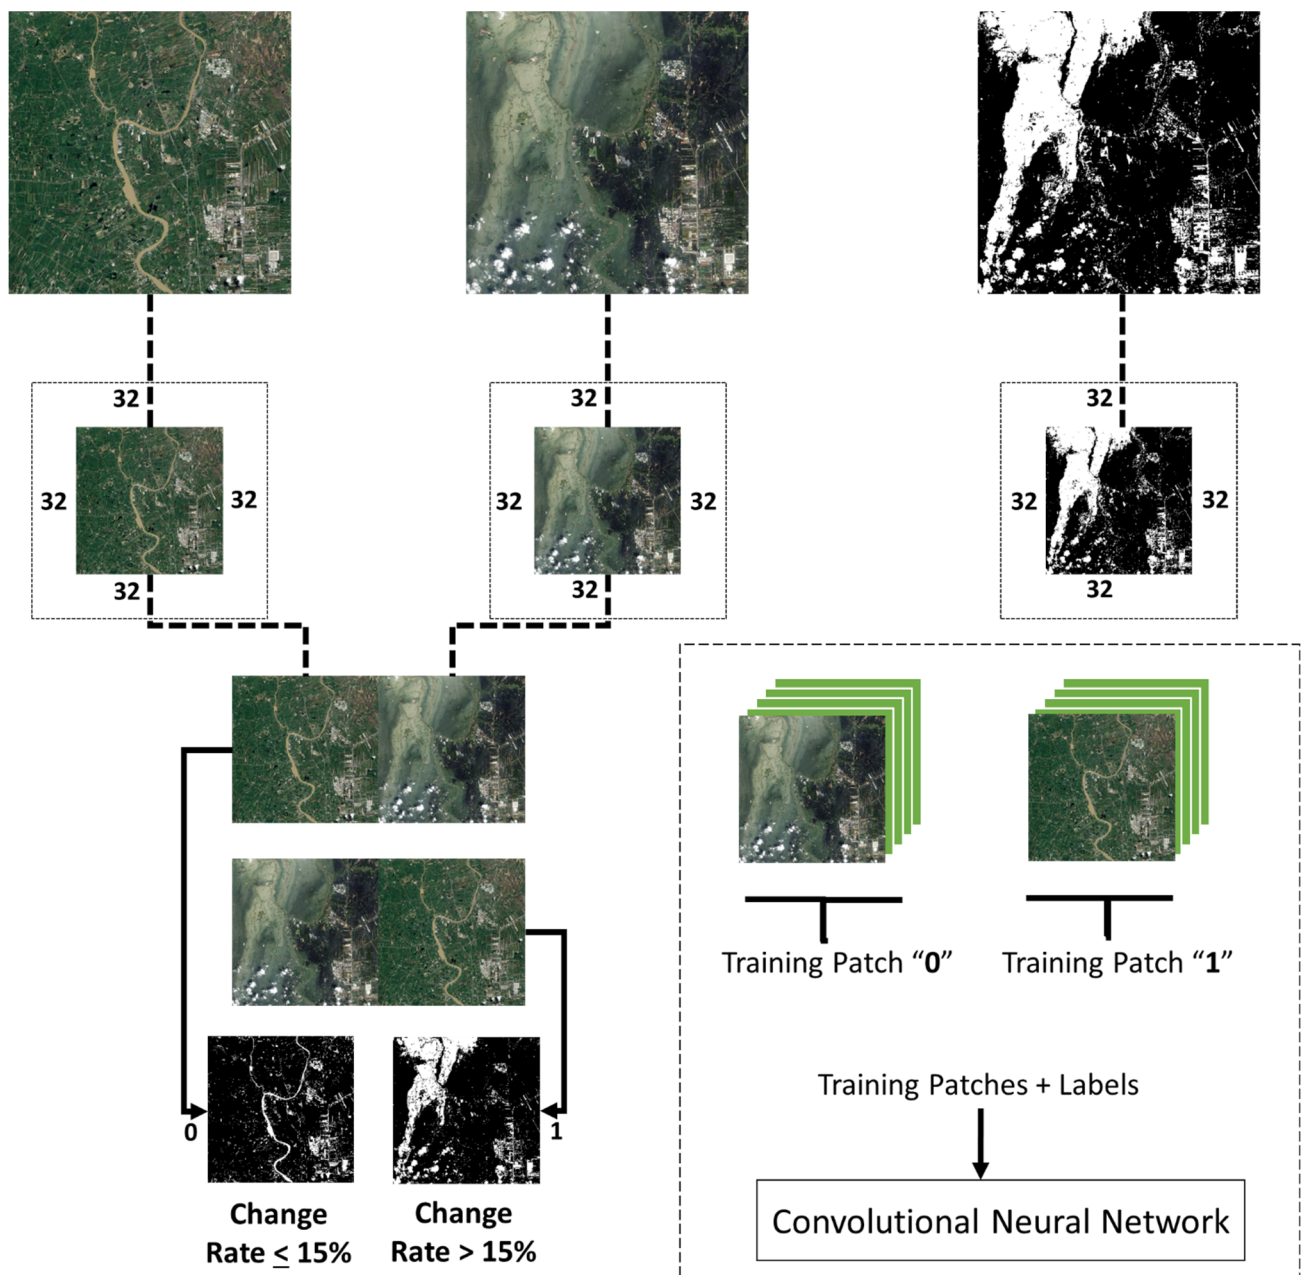 32
32
32
32
32
32
32
32
32
32
32
32
Training Patch “0”
Training Patch “1”
Training Patches + Labels
0
1
Change
Rate ≤ 15%
Change
Rate > 15%
Convolutional Neural Network